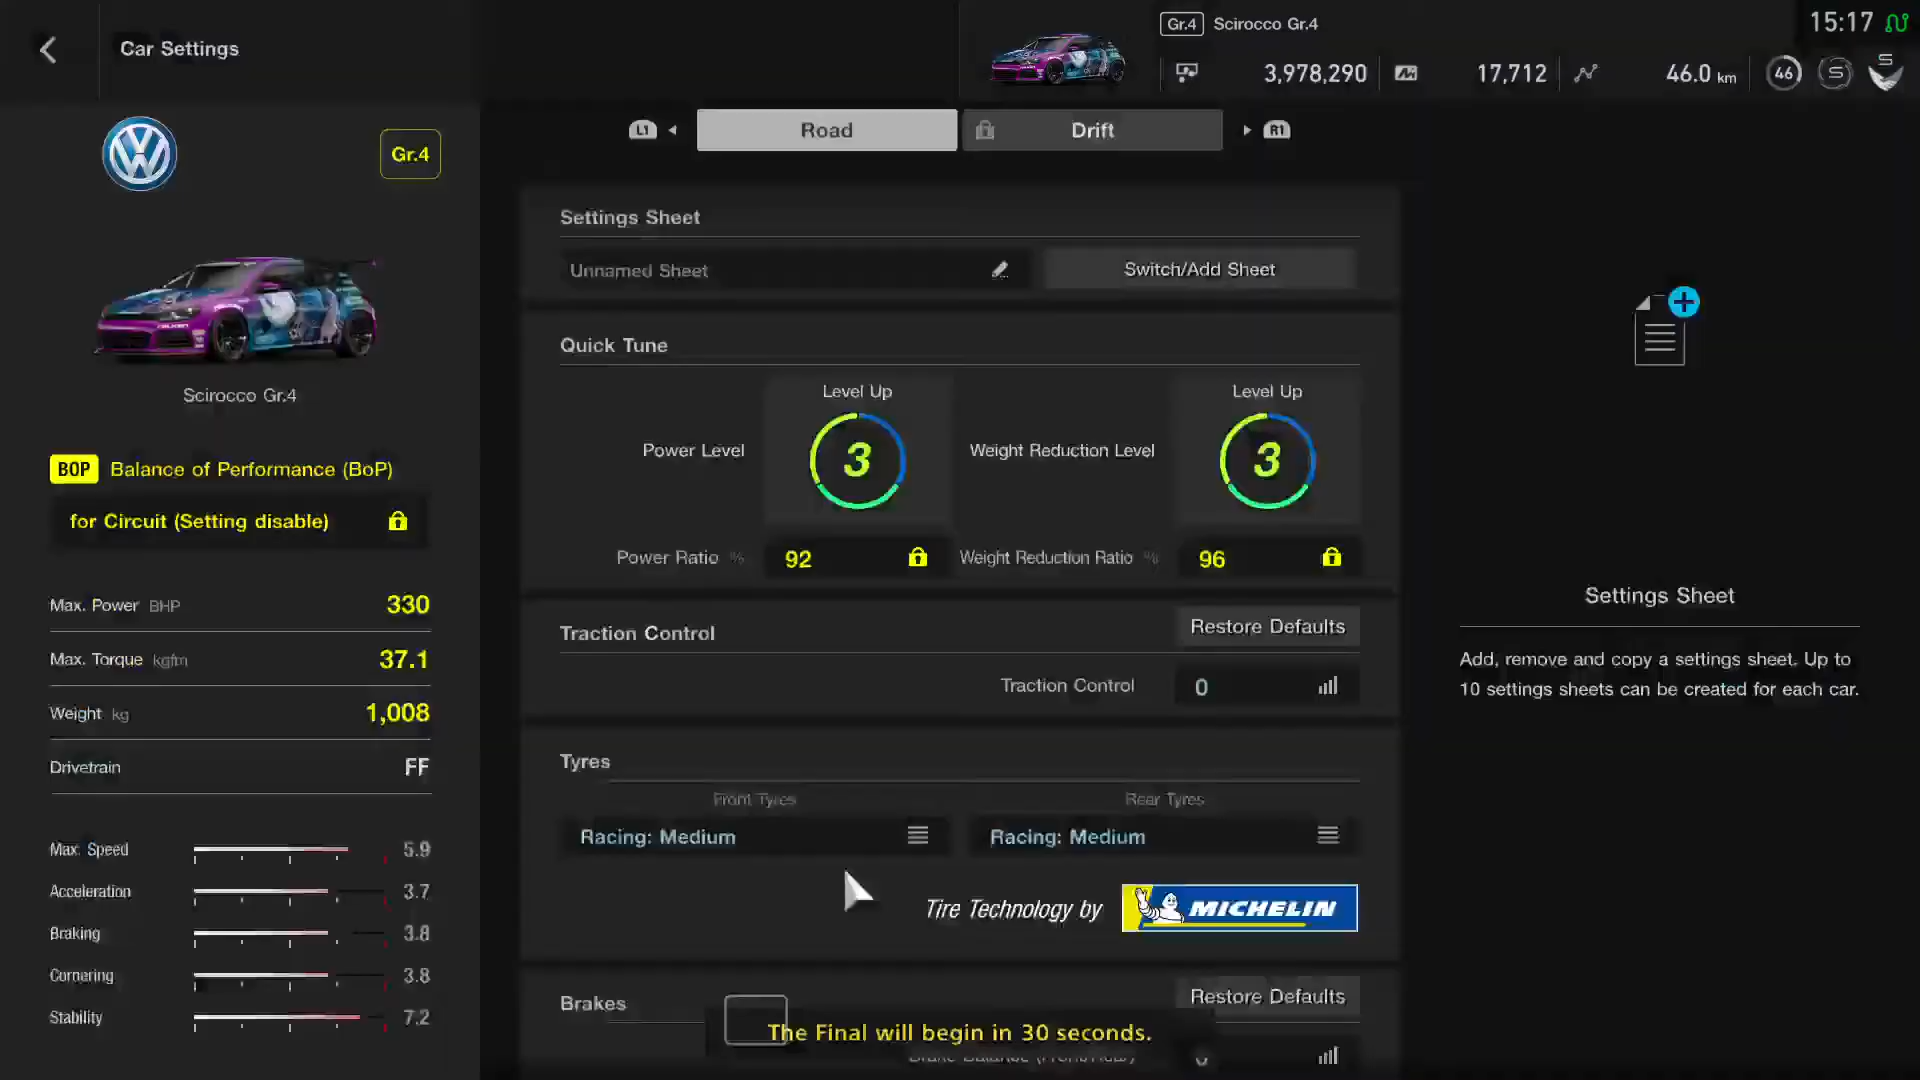 Car Settings
Gr.4 Scirocco Gr.4
15:17
3,978,290
17,712
46.0 km
46
S
S
L1
Road
Drift
R1
Gr.4
Scirocco Gr.4
BOP Balance of Performance (BoP)
for Circuit (Setting disable)
Max. Power BHP 330
Max. Torque kgfm 37.1
Weight kg 1,008
Drivetrain FF
Max. Speed 5.9
Acceleration 3.7
Braking 3.8
Cornering 3.8
Stability 7.2
Settings Sheet
Unnamed Sheet
Switch/Add Sheet
Quick Tune
Level Up
Level Up
Power Level 3
Weight Reduction Level 3
Power Ratio % 92
Weight Reduction Ratio % 96
Traction Control
Restore Defaults
Traction Control 0
Tyres
Front Tyres
Rear Tyres
Racing: Medium
Racing: Medium
Tire Technology by
MICHELIN
Brakes
Restore Defaults
The Final will begin in 30 seconds.
Settings Sheet
Add, remove and copy a settings sheet. Up to
10 settings sheets can be created for each car.